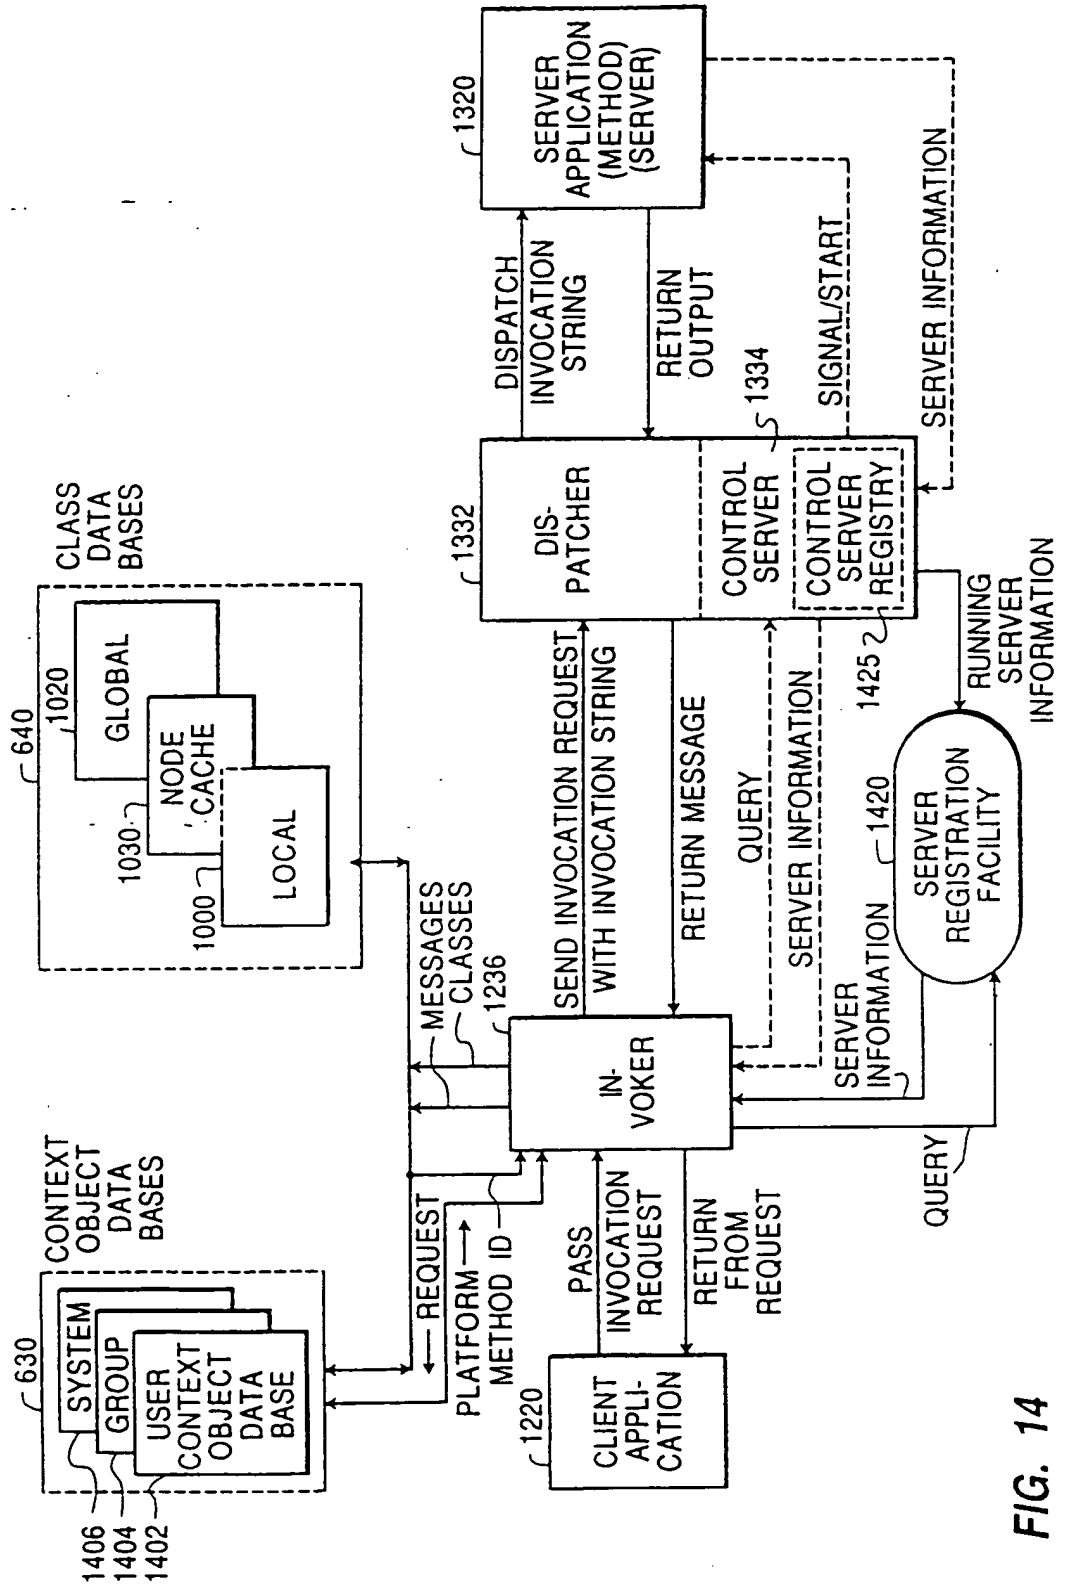 630
CONTEXT
OBJECT
DATA
BASES
SYSTEM
GROUP
USER
CONTEXT
OBJECT
DATA
BASE
1406
1404
1402
640
CLASS
DATA
BASES
1020
GLOBAL
1030
NODE
CACHE
1000
LOCAL
MESSAGES
CLASSES
REQUEST
PLATFORM
METHOD ID
1220
CLIENT
APPLI-
CATION
PASS
INVOCATION
REQUEST
RETURN
FROM
REQUEST
1236
IN-
VOKER
SEND INVOCATION REQUEST
WITH INVOCATION STRING
RETURN MESSAGE
QUERY
SERVER INFORMATION
1332
DIS-
PATCHER
CONTROL
SERVER
1334
CONTROL
SERVER
REGISTRY
1425
DISPATCH
INVOCATION
STRING
RETURN
OUTPUT
SIGNAL/START
SERVER INFORMATION
1320
SERVER
APPLICATION
(METHOD)
(SERVER)
SERVER
INFORMATION
QUERY
1420
SERVER
REGISTRATION
FACILITY
RUNNING
SERVER
INFORMATION
FIG. 14